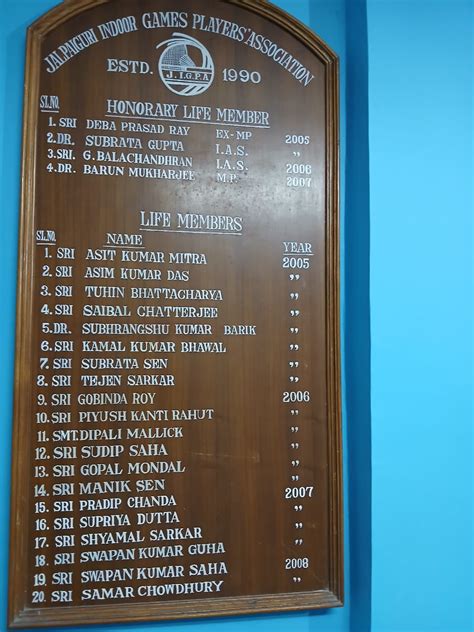 JALPAIGURI INDOOR GAMES PLAYERS' ASSOCIATION
ESTD. J.I.G.P.A 1990
HONORARY LIFE MEMBER
SL.NO.
1. SRI DEBA PRASAD RAY EX-MP 2005
2. DR. SUBRATA GUPTA I.A.S. "
3. SRI. G. BALACHANDHRAN I.A.S. 2006
4. DR. BARUN MUKHARJEE M.P. 2007
LIFE MEMBERS
SL.NO. NAME YEAR
1. SRI ASIT KUMAR MITRA 2005
2. SRI ASIM KUMAR DAS "
3. SRI TUHIN BHATTACHARYA "
4. SRI SAIBAL CHATTERJEE "
5. DR. SUBHRANGSHU KUMAR BARIK "
6. SRI KAMAL KUMAR BHAWAL "
7. SRI SUBRATA SEN "
8. SRI TEJEN SARKAR "
9. SRI GOBINDA ROY 2006
10. SRI PIYUSH KANTI RAHUT "
11. SMT. DIPALI MALLICK "
12. SRI SUDIP SAHA "
13. SRI GOPAL MONDAL "
14. SRI MANIK SEN 2007
15. SRI PRADIP CHANDA "
16. SRI SUPRIYA DUTTA "
17. SRI SHYAMAL SARKAR "
18. SRI SWAPAN KUMAR GUHA "
19. SRI SWAPAN KUMAR SAHA 2008
20. SRI SAMAR CHOWDHURY "